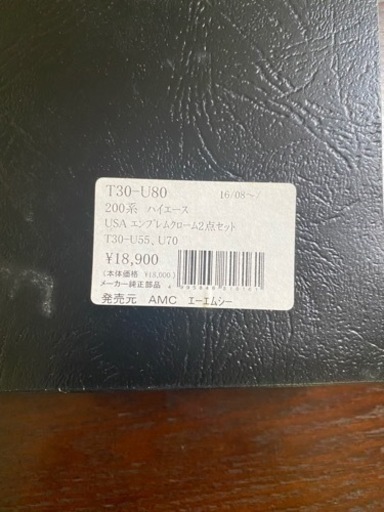 T30-U80 16/08~/
200系 ハイエース
USA エンブレムクローム2点セット
T30-U55、U70
¥18,900
(本体価格 ¥18,000)
メーカー純正部品
発売元 AMC エーエムシー